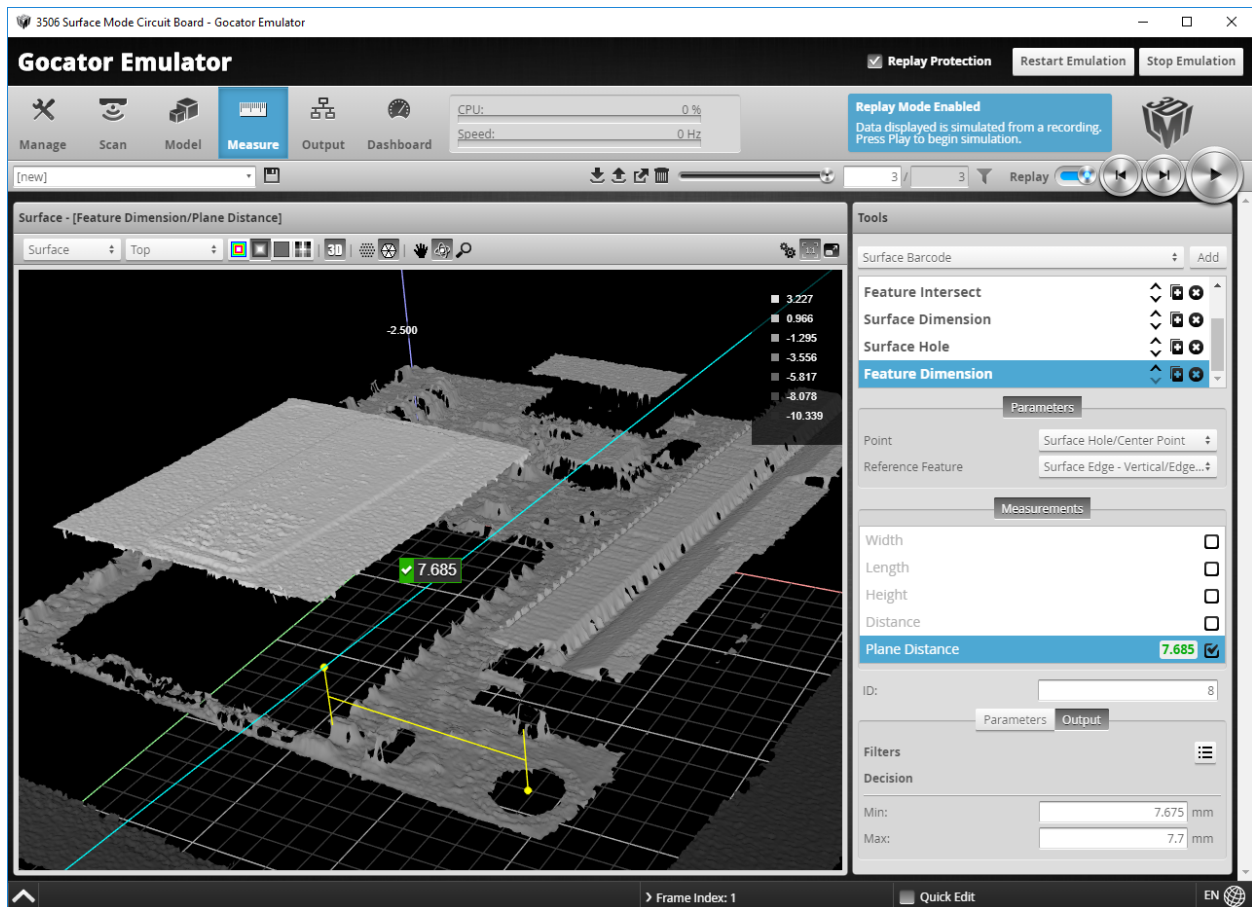 3506 Surface Mode Circuit Board - Gocator Emulator
Gocator Emulator
Replay Protection
Restart Emulation
Stop Emulation
Manage
Scan
Model
Measure
Output
Dashboard
CPU: 0 %
Speed: 0 Hz
Replay Mode Enabled
Data displayed is simulated from a recording.
Press Play to begin simulation.
[new]
3 / 3
Replay
Surface - [Feature Dimension/Plane Distance]
Surface
Top
3D
-2.500
3.227
0.966
-1.295
-3.556
-5.817
-8.078
-10.339
7.685
Tools
Surface Barcode
Add
Feature Intersect
Surface Dimension
Surface Hole
Feature Dimension
Parameters
Point Surface Hole/Center Point
Reference Feature Surface Edge - Vertical/Edge...
Measurements
Width
Length
Height
Distance
Plane Distance 7.685
ID: 8
Parameters Output
Filters
Decision
Min: 7.675 mm
Max: 7.7 mm
Frame Index: 1
Quick Edit
EN